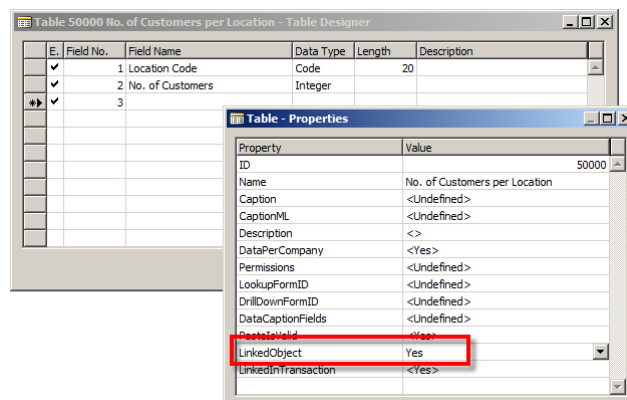 Table 50000 No. of Customers per Location - Table Designer
E. Field No. Field Name Data Type Length Description
1 Location Code Code 20
2 No. of Customers Integer
3
Table - Properties
Property Value
ID 50000
Name No. of Customers per Location
Caption <Undefined>
CaptionML <Undefined>
Description <>
DataPerCompany <Yes>
Permissions <Undefined>
LookupFormID <Undefined>
DrillDownFormID <Undefined>
DataCaptionFields <Undefined>
PasteIsValid <Yes>
LinkedObject Yes
LinkedInTransaction <Yes>